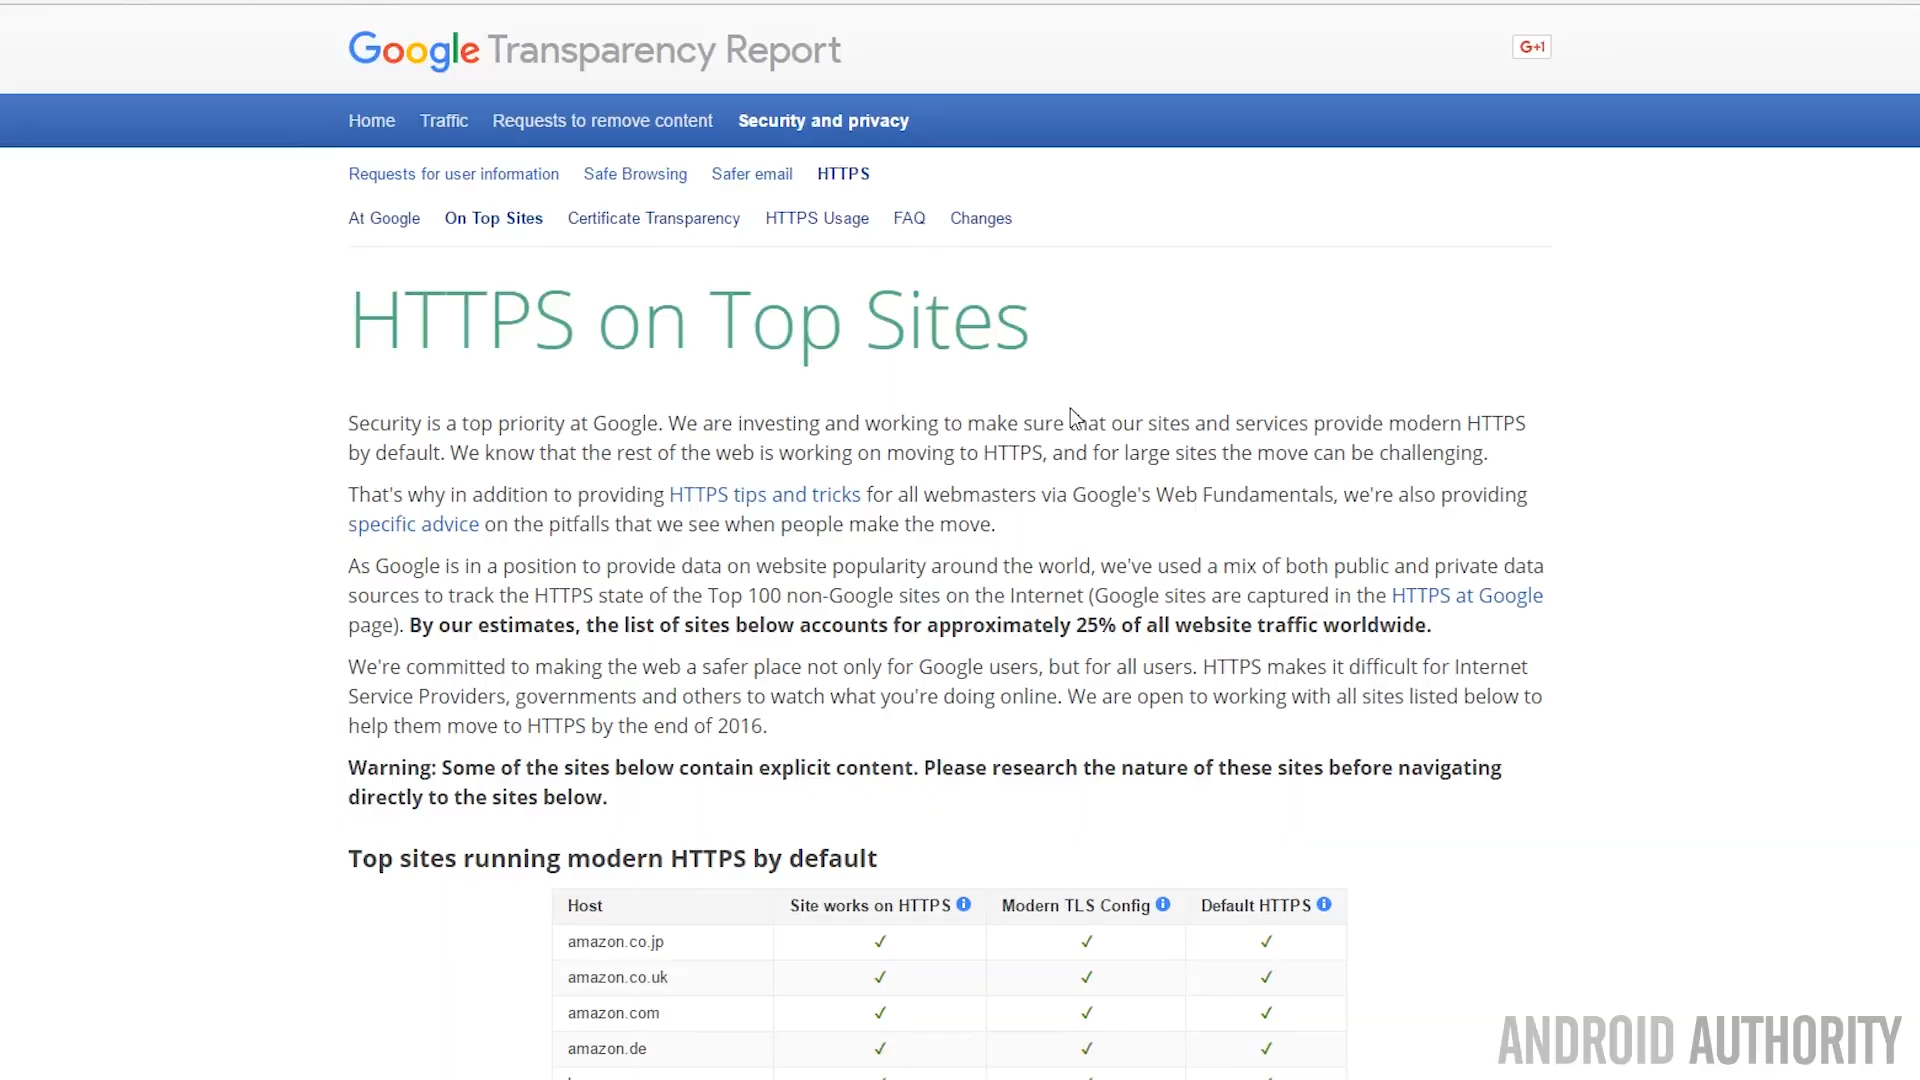 Google Transparency Report
G+1
Home Traffic Requests to remove content Security and privacy
Requests for user information Safe Browsing Safer email HTTPS
At Google On Top Sites Certificate Transparency HTTPS Usage FAQ Changes
HTTPS on Top Sites
Security is a top priority at Google. We are investing and working to make sure that our sites and services provide modern HTTPS
by default. We know that the rest of the web is working on moving to HTTPS, and for large sites the move can be challenging.
That's why in addition to providing HTTPS tips and tricks for all webmasters via Google's Web Fundamentals, we're also providing
specific advice on the pitfalls that we see when people make the move.
As Google is in a position to provide data on website popularity around the world, we've used a mix of both public and private data
sources to track the HTTPS state of the Top 100 non-Google sites on the Internet (Google sites are captured in the HTTPS at Google
page). By our estimates, the list of sites below accounts for approximately 25% of all website traffic worldwide.
We're committed to making the web a safer place not only for Google users, but for all users. HTTPS makes it difficult for Internet
Service Providers, governments and others to watch what you're doing online. We are open to working with all sites listed below to
help them move to HTTPS by the end of 2016.
Warning: Some of the sites below contain explicit content. Please research the nature of these sites before navigating
directly to the sites below.
Top sites running modern HTTPS by default
Host Site works on HTTPS Modern TLS Config Default HTTPS
amazon.co.jp ✓ ✓ ✓
amazon.co.uk ✓ ✓ ✓
amazon.com ✓ ✓ ✓
amazon.de ✓ ✓ ✓
ANDROID AUTHORITY